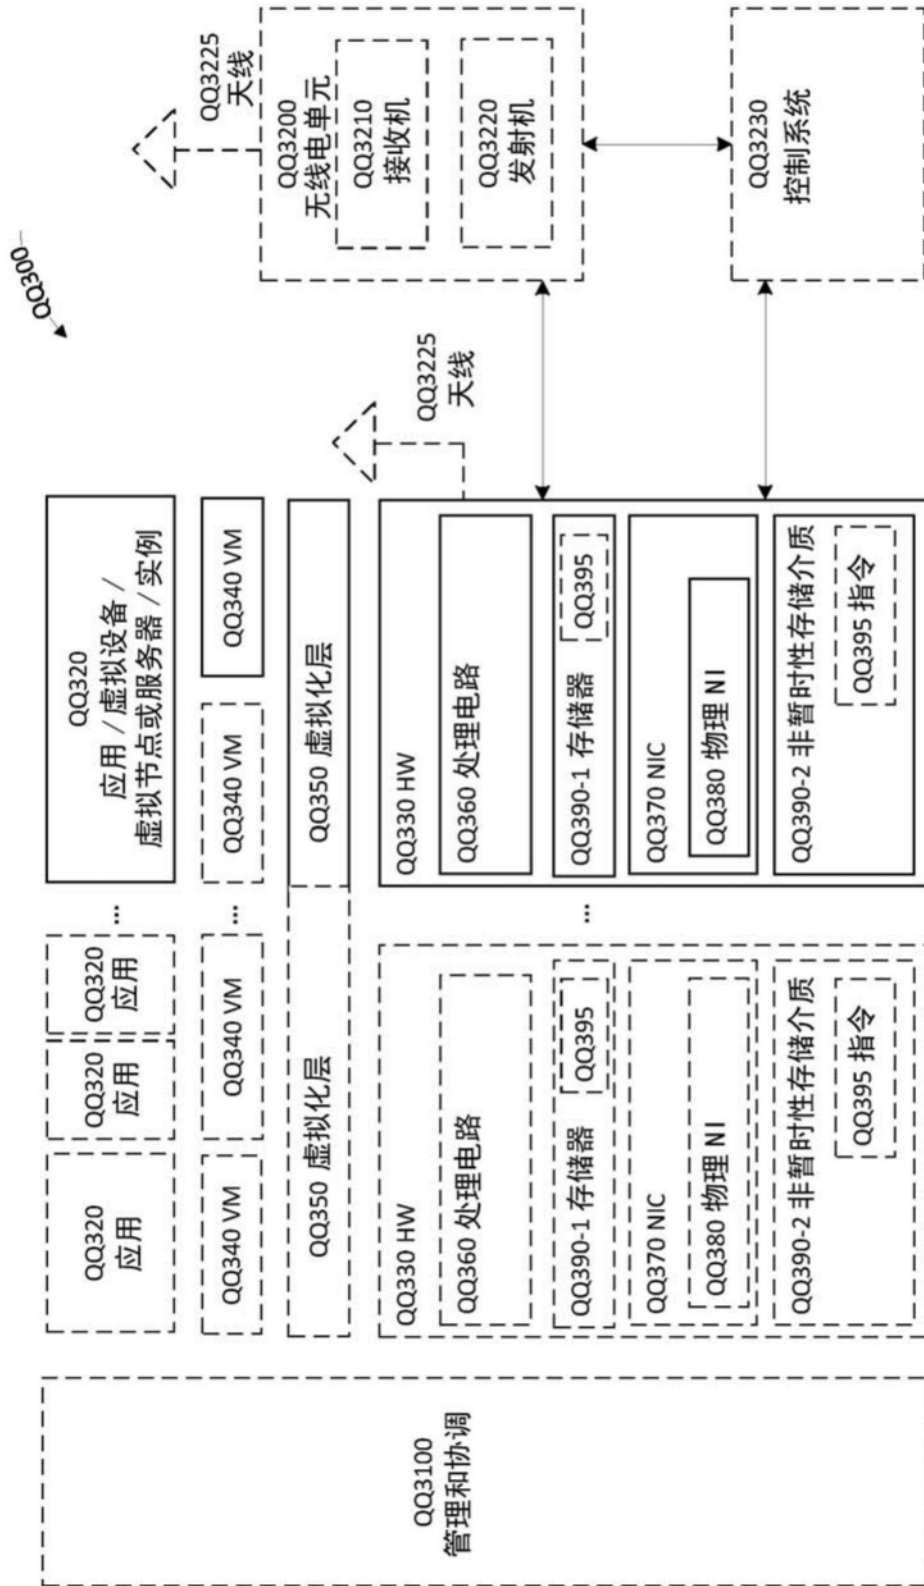 QQ300
QQ3100
管理和协调
QQ320
应用
QQ320
应用
QQ320
应用
...
QQ320
应用/虚拟设备/
虚拟节点或服务器/实例
QQ340 VM
QQ340 VM
...
QQ340 VM
QQ340 VM
QQ350 虚拟化层
QQ350 虚拟化层
QQ330 HW
QQ360 处理电路
QQ390-1 存储器
QQ395
QQ370 NIC
QQ380 物理 NI
QQ390-2 非暂时性存储介质
QQ395 指令
...
QQ330 HW
QQ360 处理电路
QQ390-1 存储器
QQ395
QQ370 NIC
QQ380 物理 NI
QQ390-2 非暂时性存储介质
QQ395 指令
QQ3225
天线
QQ3225
天线
QQ3200
无线电单元
QQ3210
接收机
QQ3220
发射机
QQ3230
控制系统